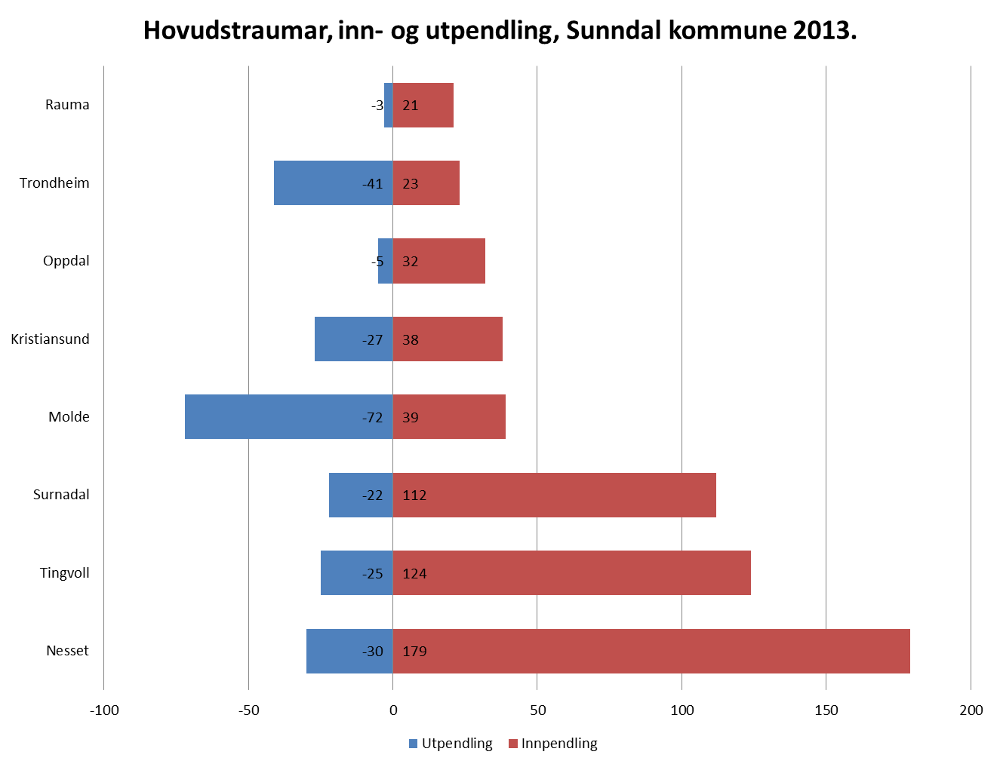 Hovudstraumar, inn- og utpendling, Sunndal kommune 2013.
Rauma -3 21
Trondheim -41 23
Oppdal -5 32
Kristiansund -27 38
Molde -72 39
Surnadal -22 112
Tingvoll -25 124
Nesset -30 179
-100 -50 0 50 100 150 200
Utpendling Innpendling